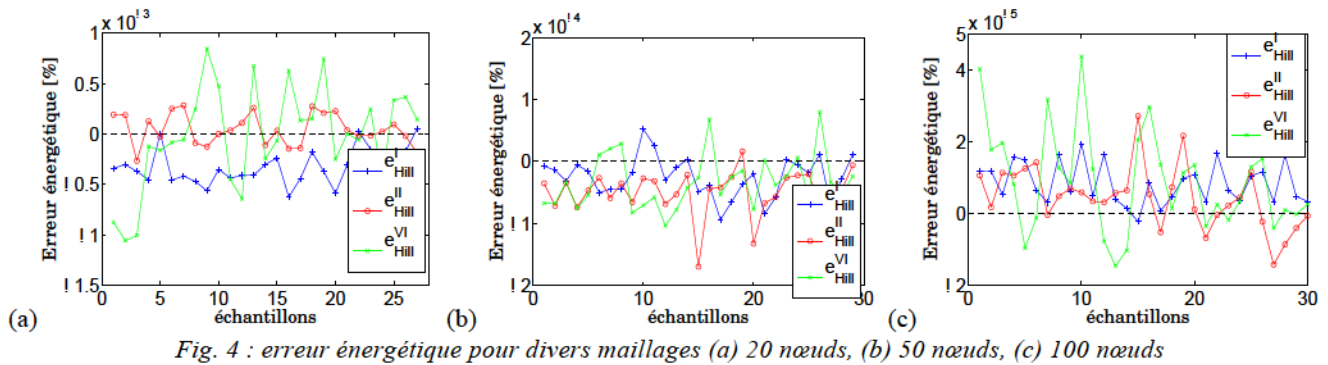 x 10^!3
1
0.5
0
! 0.5
! 1
! 1.5
0 5 10 15 20 25
Erreur énergétique [%]
échantillons
e^I_Hill
e^II_Hill
e^VI_Hill
(a)
x 10^!4
2
1
0
! 1
! 2
0 10 20 30
Erreur énergétique [%]
échantillons
e^I_Hill
e^II_Hill
e^VI_Hill
(b)
x 10^!5
5
4
2
0
! 2
0 10 20 30
Erreur énergétique [%]
échantillons
e^I_Hill
e^II_Hill
e^VI_Hill
(c)
Fig. 4 : erreur énergétique pour divers maillages (a) 20 nœuds, (b) 50 nœuds, (c) 100 nœuds